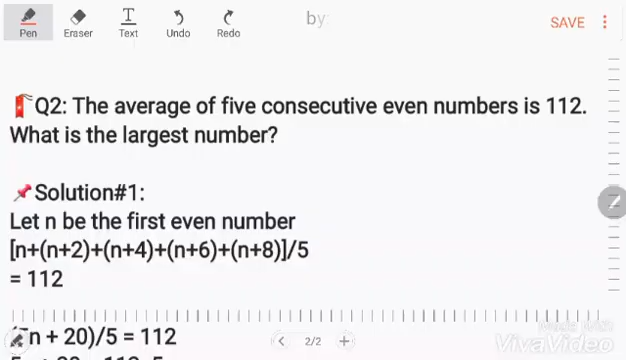 by
SAVE
Pen Eraser Text Undo Redo
Q2: The average of five consecutive even numbers is 112.
What is the largest number?
Solution#1:
Let n be the first even number
[n+(n+2)+(n+4)+(n+6)+(n+8)]/5
= 112
n + 20)/5 = 112
2/2
VivaVideo